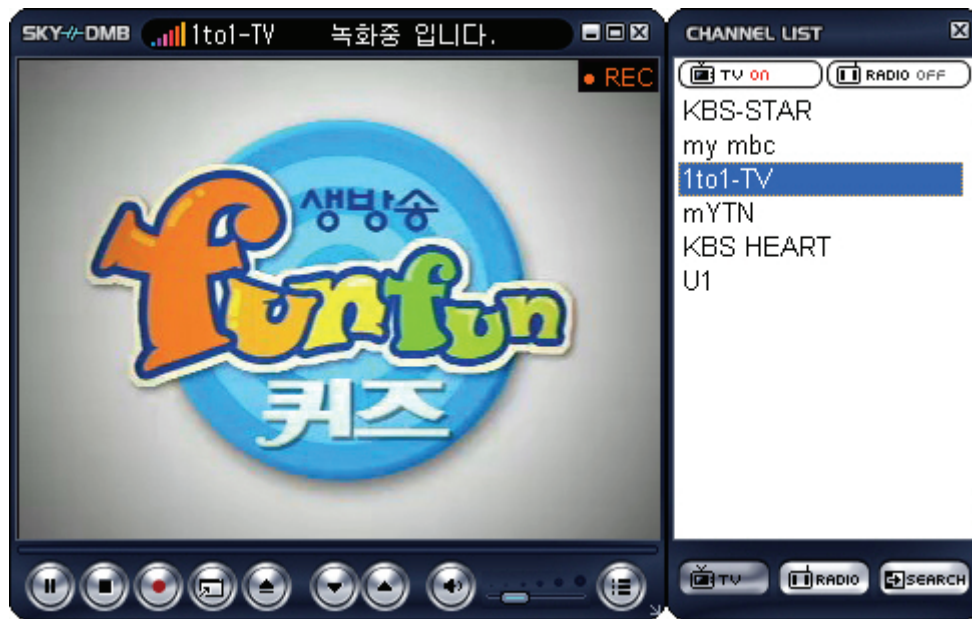 SKY DMB 1to1-TV 녹화중 입니다.
REC
생방송
funfun
퀴즈
CHANNEL LIST
TV ON RADIO OFF
KBS-STAR
my mbc
1to1-TV
mYTN
KBS HEART
U1
TV RADIO SEARCH